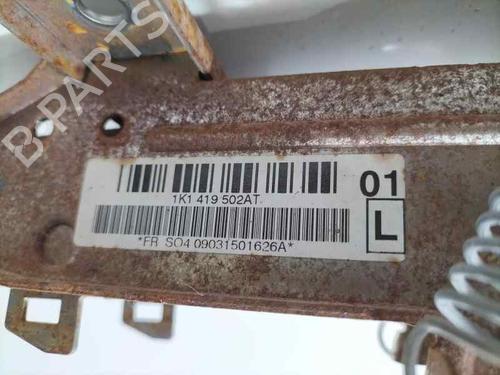 B-PARTS
01
1K1 419 502AT
L
*FR SO4 09031501626A*